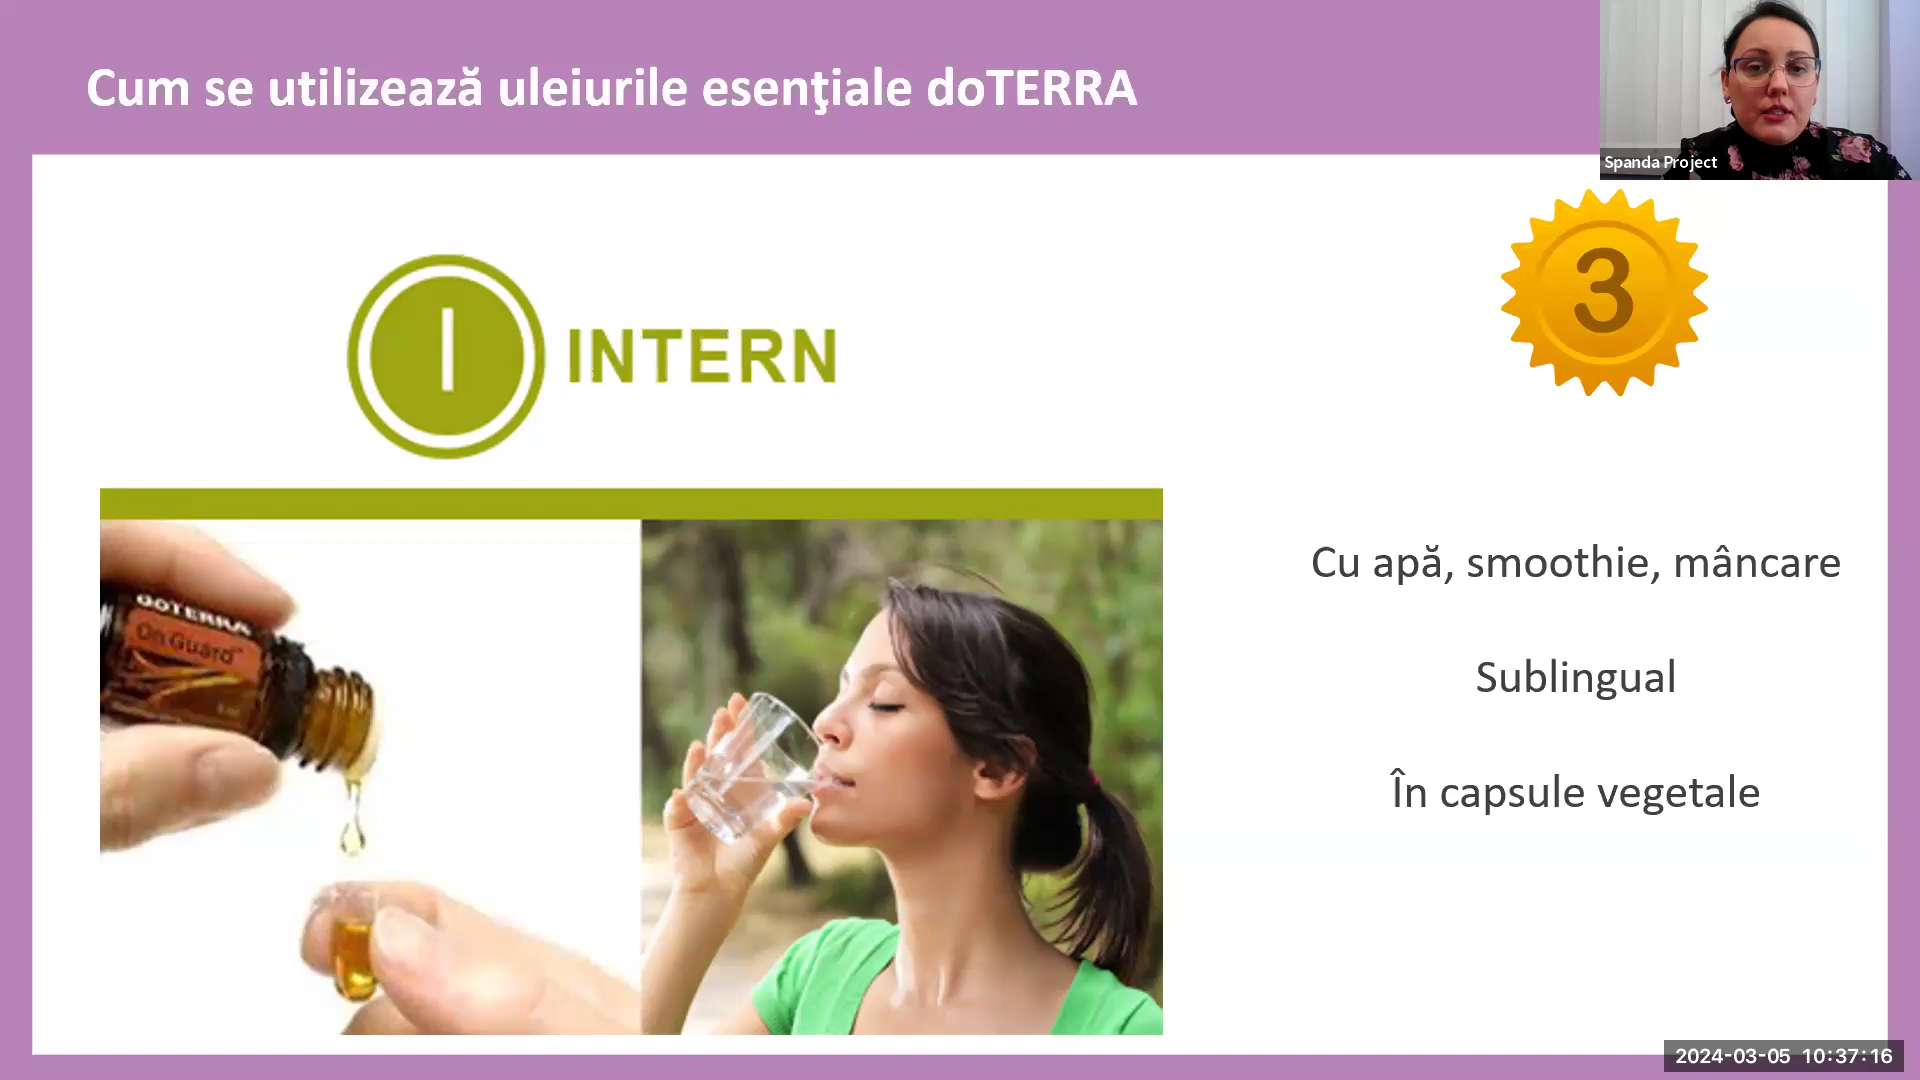 Cum se utilizează uleiurile esenţiale doTERRA
Spanda Project
3
I INTERN
doTERRA
On Guard™
Cu apă, smoothie, mâncare
Sublingual
În capsule vegetale
2024-03-05 10:37:16